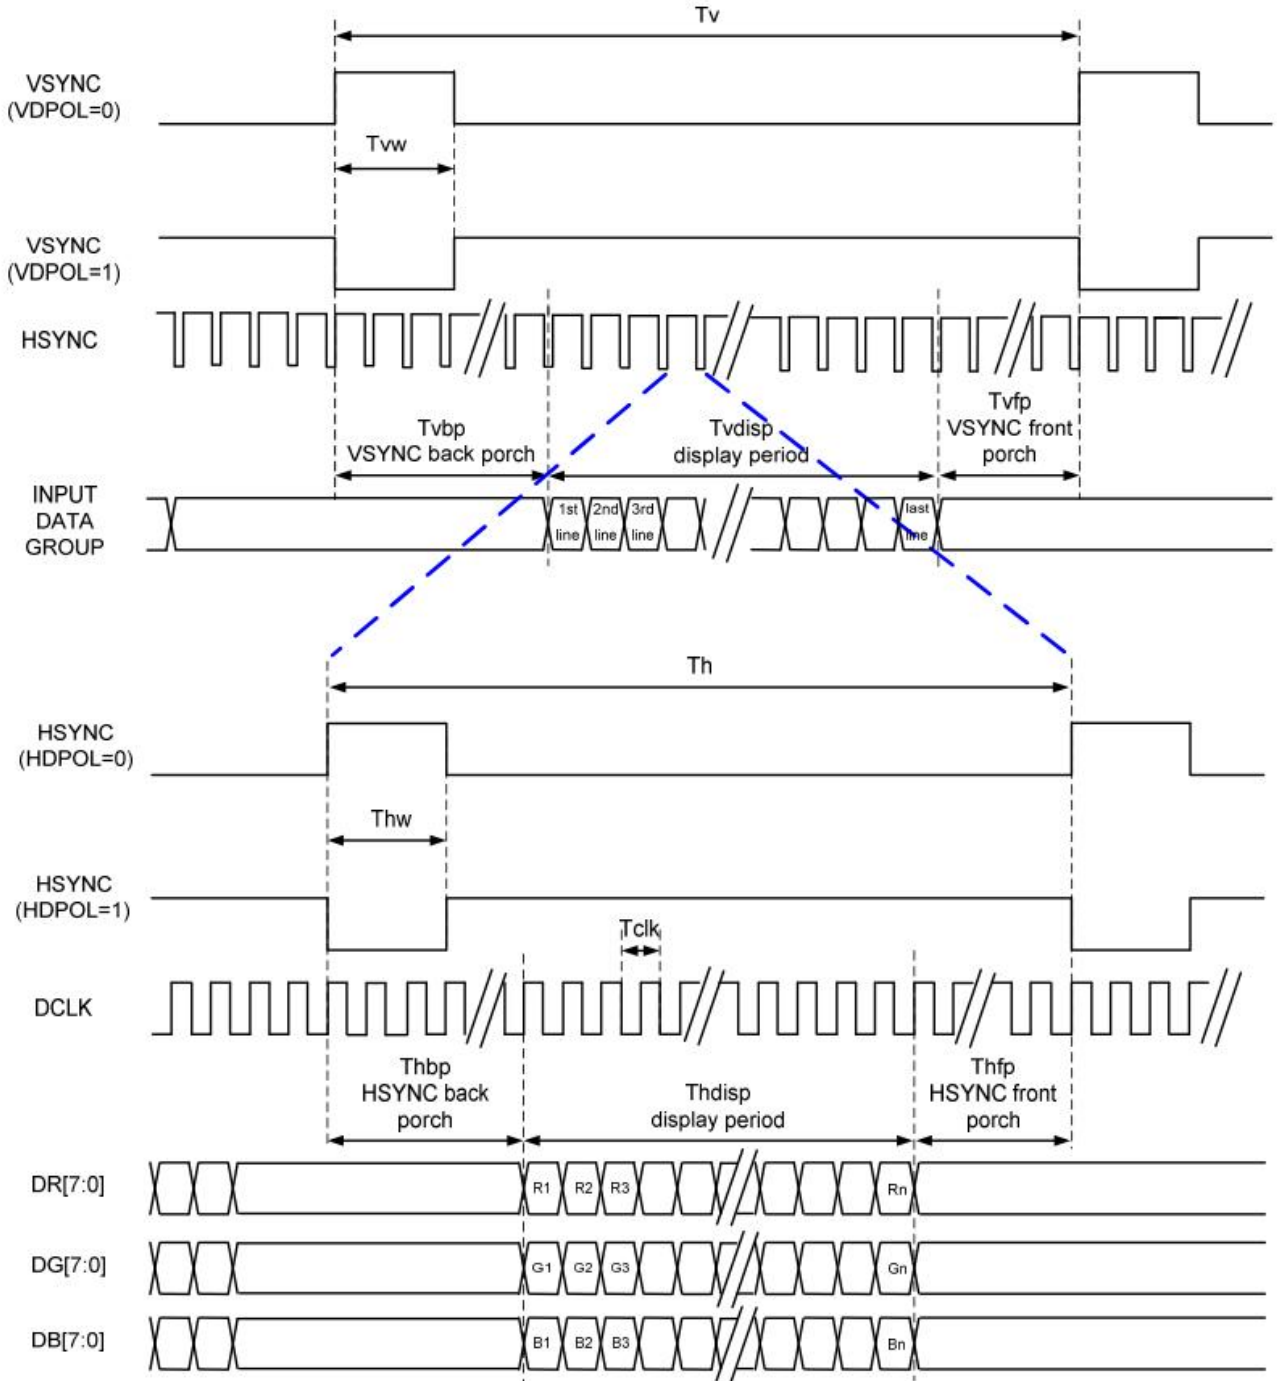 Tv
VSYNC
(VDPOL=0)
Tvw
VSYNC
(VDPOL=1)
HSYNC
Tvbp
VSYNC back porch
Tvdisp
display period
Tvfp
VSYNC front
porch
INPUT
DATA
GROUP
1st
line
2nd
line
3rd
line
last
line
Th
HSYNC
(HDPOL=0)
Thw
HSYNC
(HDPOL=1)
Tclk
DCLK
Thbp
HSYNC back
porch
Thdisp
display period
Thfp
HSYNC front
porch
DR[7:0]
R1 R2 R3 Rn
DG[7:0]
G1 G2 G3 Gn
DB[7:0]
B1 B2 B3 Bn